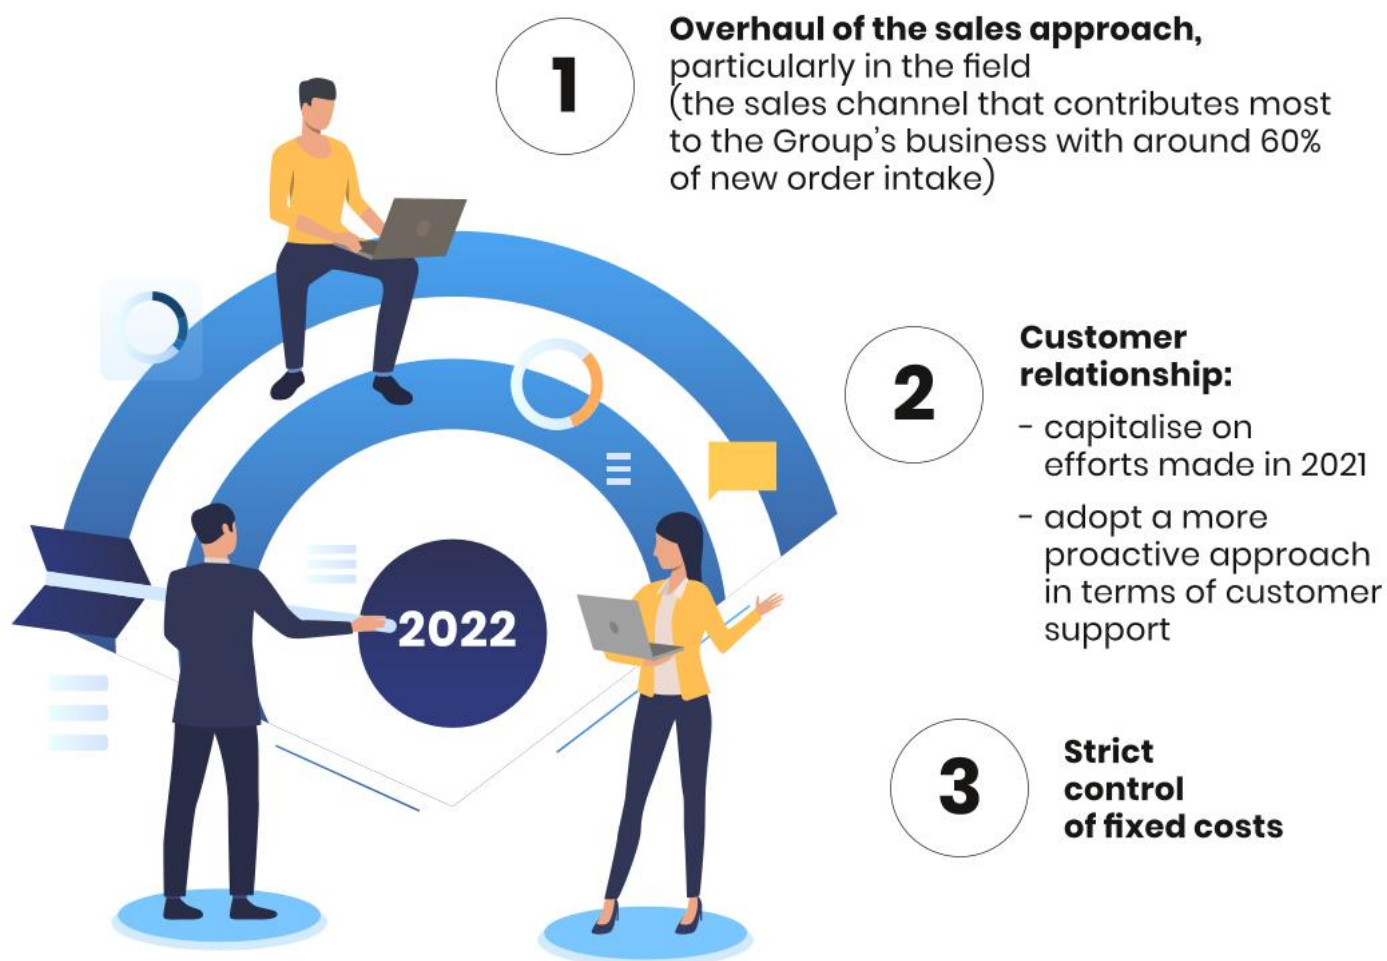 1
Overhaul of the sales approach,
particularly in the field
(the sales channel that contributes most
to the Group’s business with around 60%
of new order intake)
2
Customer
relationship:
- capitalise on
efforts made in 2021
- adopt a more
proactive approach
in terms of customer
support
2022
3
Strict
control
of fixed costs